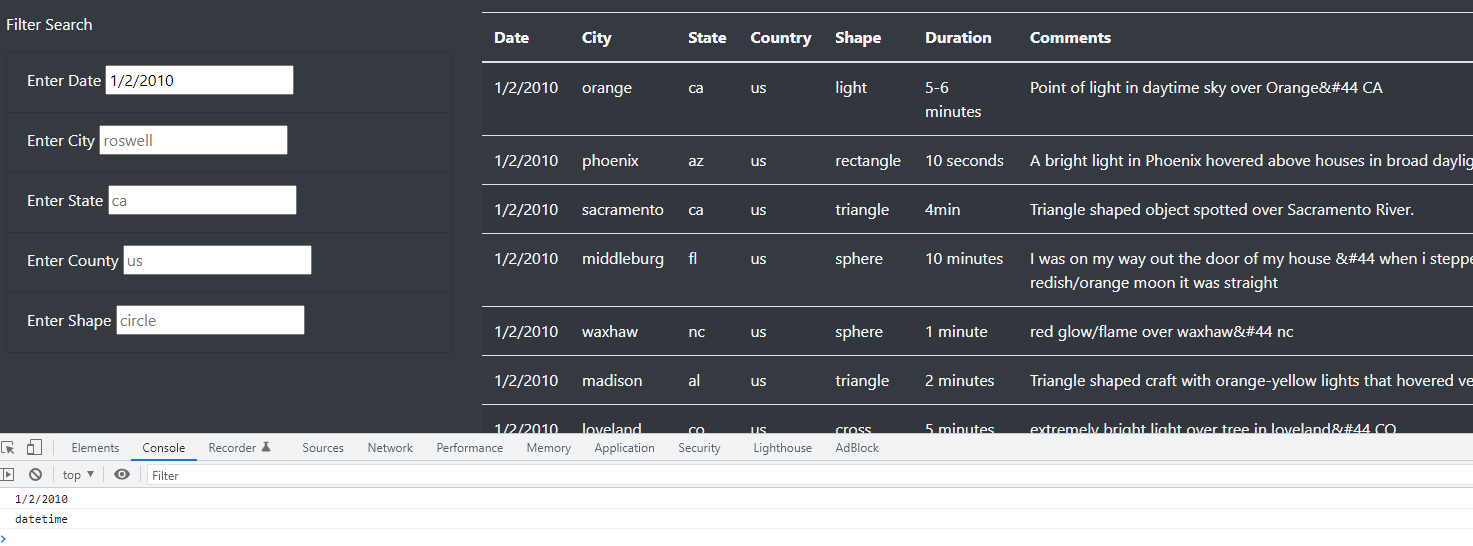 Filter Search
Enter Date 1/2/2010
Enter City roswell
Enter State ca
Enter County us
Enter Shape circle
Date City State Country Shape Duration Comments
1/2/2010 orange ca us light 5-6 Point of light in daytime sky over Orange&#44 CA
minutes
1/2/2010 phoenix az us rectangle 10 seconds A bright light in Phoenix hovered above houses in broad daylig
1/2/2010 sacramento ca us triangle 4min Triangle shaped object spotted over Sacramento River.
1/2/2010 middleburg fl us sphere 10 minutes I was on my way out the door of my house &#44 when i steppe
redish/orange moon it was straight
1/2/2010 waxhaw nc us sphere 1 minute red glow/flame over waxhaw&#44 nc
1/2/2010 madison al us triangle 2 minutes Triangle shaped craft with orange-yellow lights that hovered ve
1/2/2010 loveland co us cross 5 minutes extremely bright light over tree in loveland&#44 CO
Elements Console Recorder Sources Network Performance Memory Application Security Lighthouse AdBlock
top Filter
1/2/2010
datetime